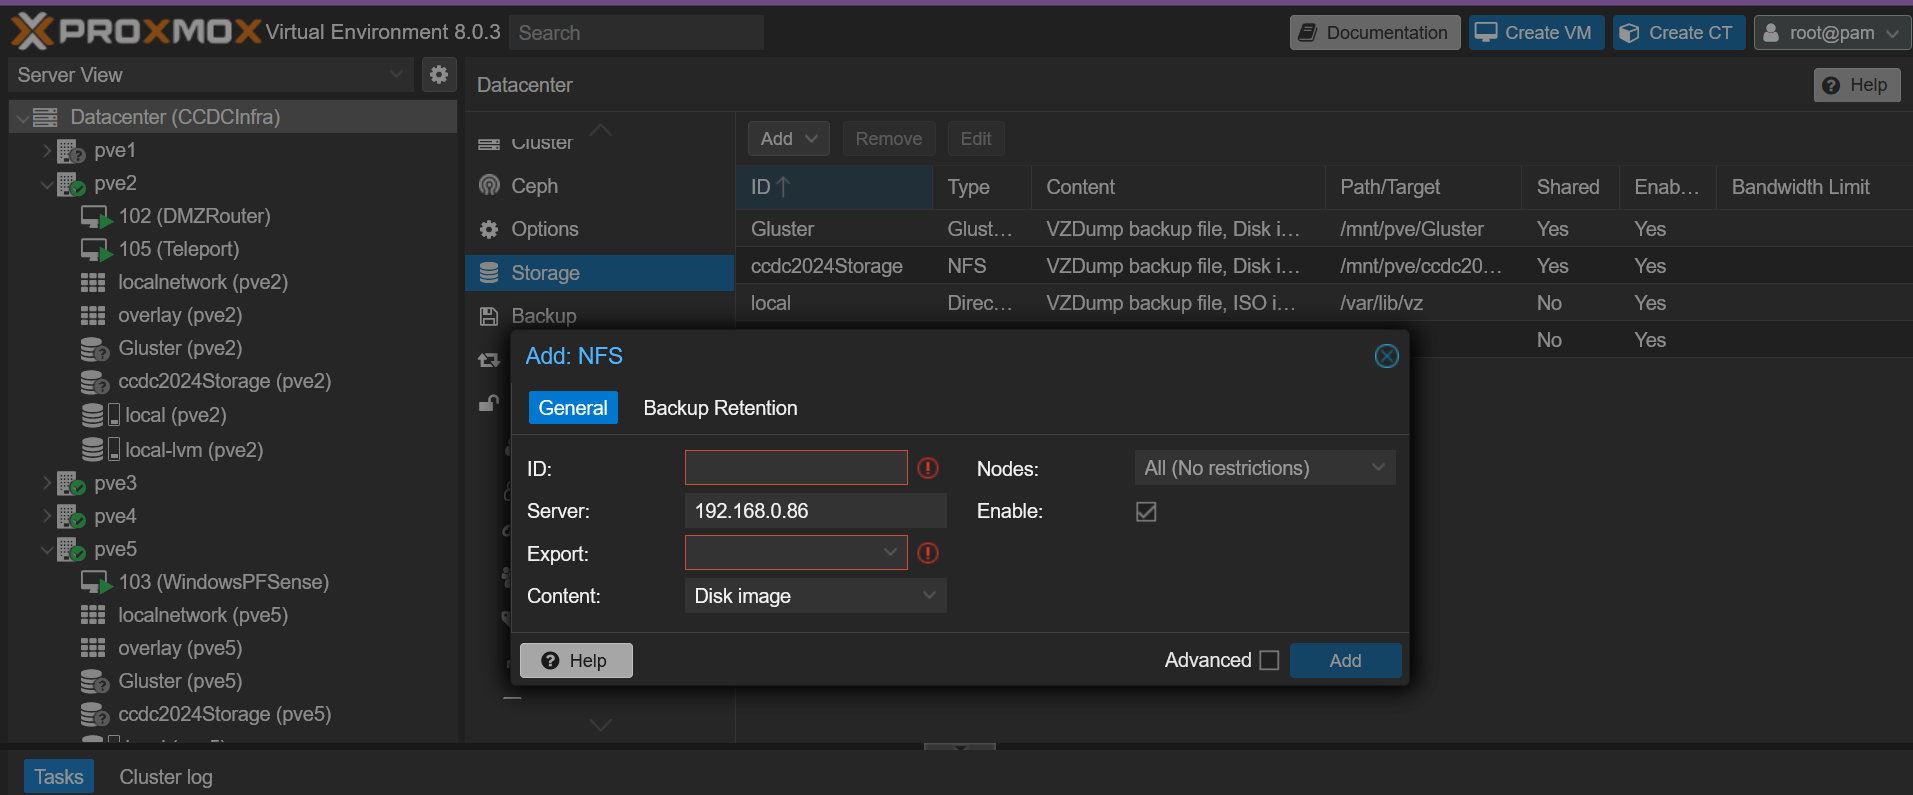 PROXMOX Virtual Environment 8.0.3 Search
Documentation Create VM Create CT root@pam
Server View
Datacenter (CCDCInfra)
pve1
pve2
102 (DMZRouter)
105 (Teleport)
localnetwork (pve2)
overlay (pve2)
Gluster (pve2)
ccdc2024Storage (pve2)
local (pve2)
local-lvm (pve2)
pve3
pve4
pve5
103 (WindowsPFSense)
localnetwork (pve5)
overlay (pve5)
Gluster (pve5)
ccdc2024Storage (pve5)
Datacenter
Help
Cluster
Ceph
Options
Storage
Backup
Add Remove Edit
ID Type Content Path/Target Shared Enab... Bandwidth Limit
Gluster Glust... VZDump backup file, Disk i... /mnt/pve/Gluster Yes Yes
ccdc2024Storage NFS VZDump backup file, Disk i... /mnt/pve/ccdc20... Yes Yes
local Direc... VZDump backup file, ISO i... /var/lib/vz No Yes
No Yes
Add: NFS
General Backup Retention
ID: Nodes: All (No restrictions)
Server: 192.168.0.86 Enable:
Export:
Content: Disk image
Help Advanced Add
Tasks Cluster log